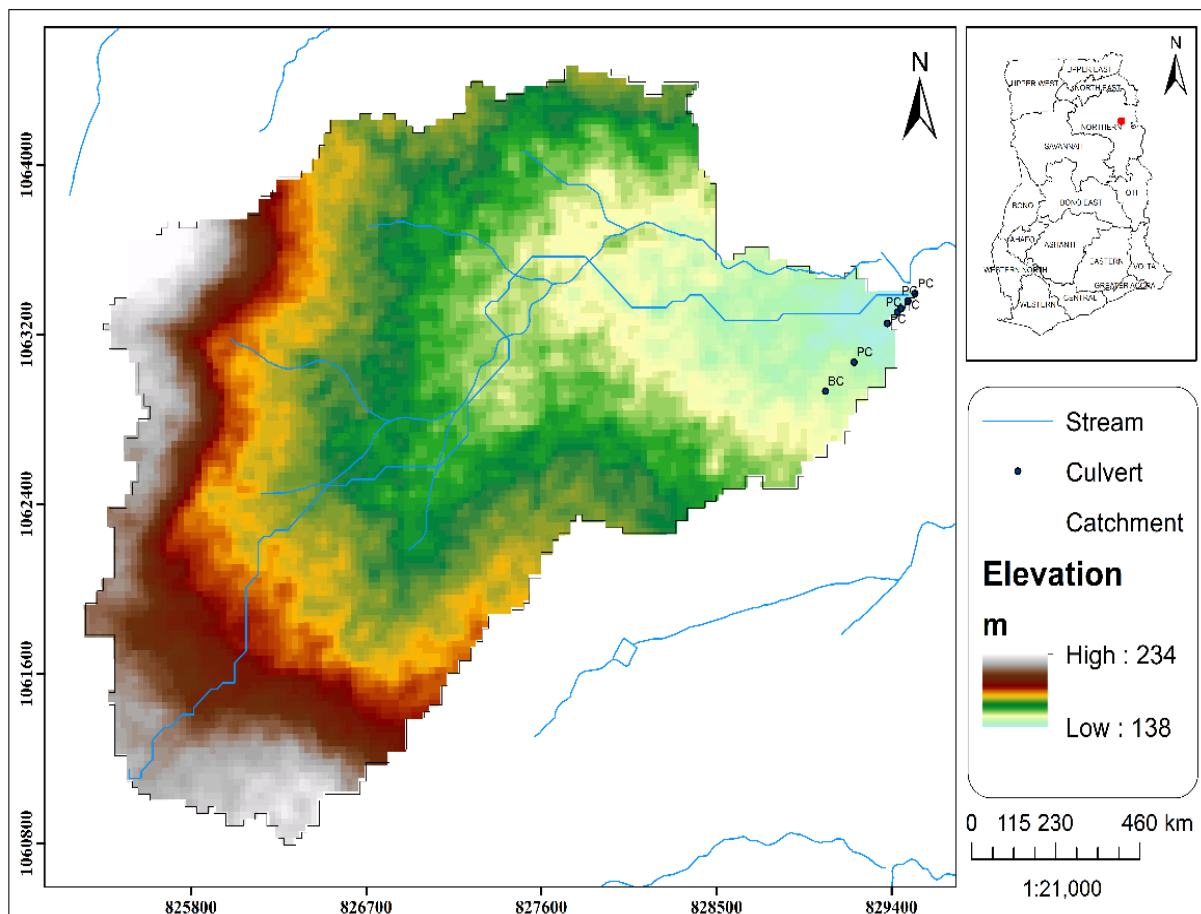 N
1064000
1063200
1062400
1061600
1060800
825800
826700
827600
828500
829400
PC
PC
PC
PC
PC
BC
N
UPPER EAST
UPPER WEST
NORTH EAST
NORTHERN
SAVANNAH
OTI
BONO
BONO EAST
AHAFO
ASHANTI
EASTERN
VOLTA
WESTERN NORTH
GREATER ACCRA
CENTRAL
WESTERN
Stream
Culvert
Catchment
Elevation
m
High : 234
Low : 138
0 115 230 460 km
1:21,000